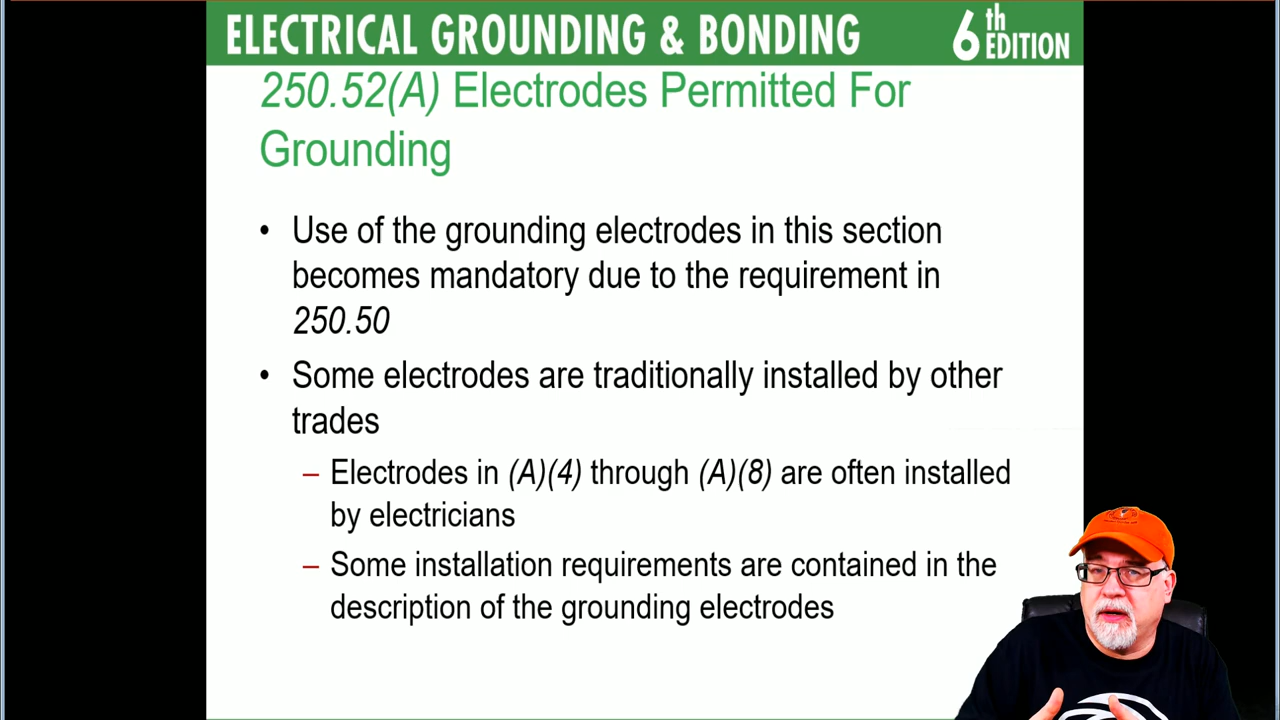 ELECTRICAL GROUNDING & BONDING 6th EDITION
250.52(A) Electrodes Permitted For
Grounding
• Use of the grounding electrodes in this section
becomes mandatory due to the requirement in
250.50
• Some electrodes are traditionally installed by other
trades
– Electrodes in (A)(4) through (A)(8) are often installed
by electricians
– Some installation requirements are contained in the
description of the grounding electrodes